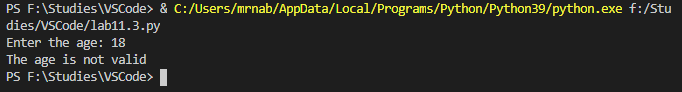 PS F:\Studies\VSCode> & C:/Users/mrnab/AppData/Local/Programs/Python/Python39/python.exe f:/Stu
dies/VSCode/lab11.3.py
Enter the age: 18
The age is not valid
PS F:\Studies\VSCode>